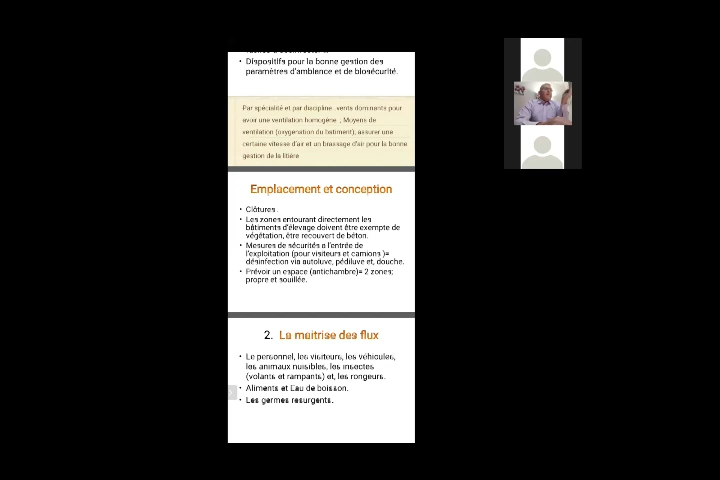 • Dispositifs pour la bonne gestion des
paramètres d'ambiance et de biosécurité.
Par spécialité et par discipline : vents dominants pour
avoir une ventilation homogène ; Moyens de
ventilation (oxygénation du batiment); assurer une
certaine vitesse d'air et un brassage d'air pour la bonne
gestion de la litière
Emplacement et conception
• Clôtures.
• Les zones entourant directement les
bâtiments d'élevage doivent être exempte de
végétation, être recouvert de béton.
• Mesures de sécurités a l'entrée de
l'exploitation (pour visiteurs et camions )=
désinfection via autoluve, pédiluve et, douche.
• Prévoir un espace (antichambre)= 2 zones;
propre et souillée.
2. La maitrise des flux
• Le personnel, les visiteurs, les véhicules,
les animaux nuisibles, les insectes
(volants et rampants) et, les rongeurs.
• Aliments et Eau de boisson.
• Les germes resurgents.